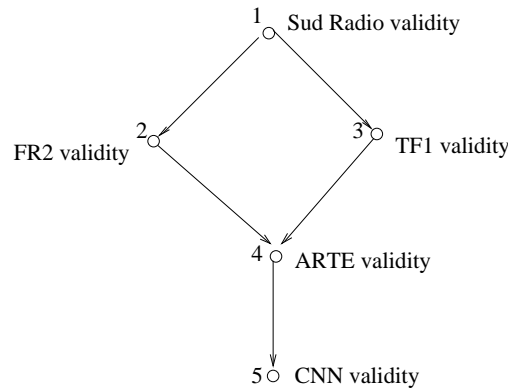 1
Sud Radio validity
2
3
FR2 validity
TF1 validity
4
ARTE validity
5
CNN validity